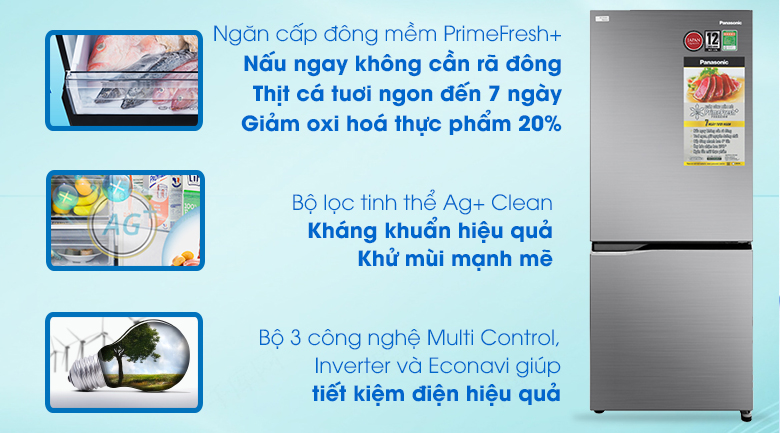 Ngăn cấp đông mềm PrimeFresh+
Nấu ngay không cần rã đông
Thịt cá tươi ngon đến 7 ngày
Giảm oxi hoá thực phẩm 20%
AG+
Bộ lọc tinh thể Ag+ Clean
Kháng khuẩn hiệu quả
Khử mùi mạnh mẽ
Bộ 3 công nghệ Multi Control,
Inverter và Econavi giúp
tiết kiệm điện hiệu quả
Panasonic
JAPAN
12
Panasonic
PrimeFresh+